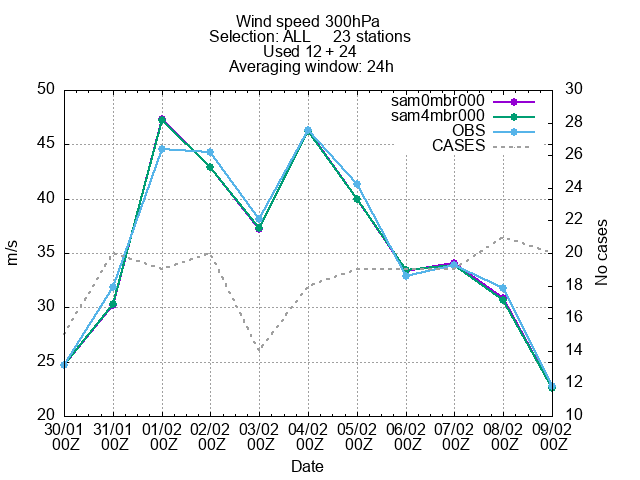 Wind speed 300hPa
Selection: ALL 23 stations
Used 12 + 24
Averaging window: 24h
50
45
40
35
30
25
20
m/s
30
28
26
24
22
20
18
16
14
12
10
No cases
sam0mbr000
sam4mbr000
OBS
CASES
30/01 31/01 01/02 02/02 03/02 04/02 05/02 06/02 07/02 08/02 09/02
00Z 00Z 00Z 00Z 00Z 00Z 00Z 00Z 00Z 00Z 00Z
Date